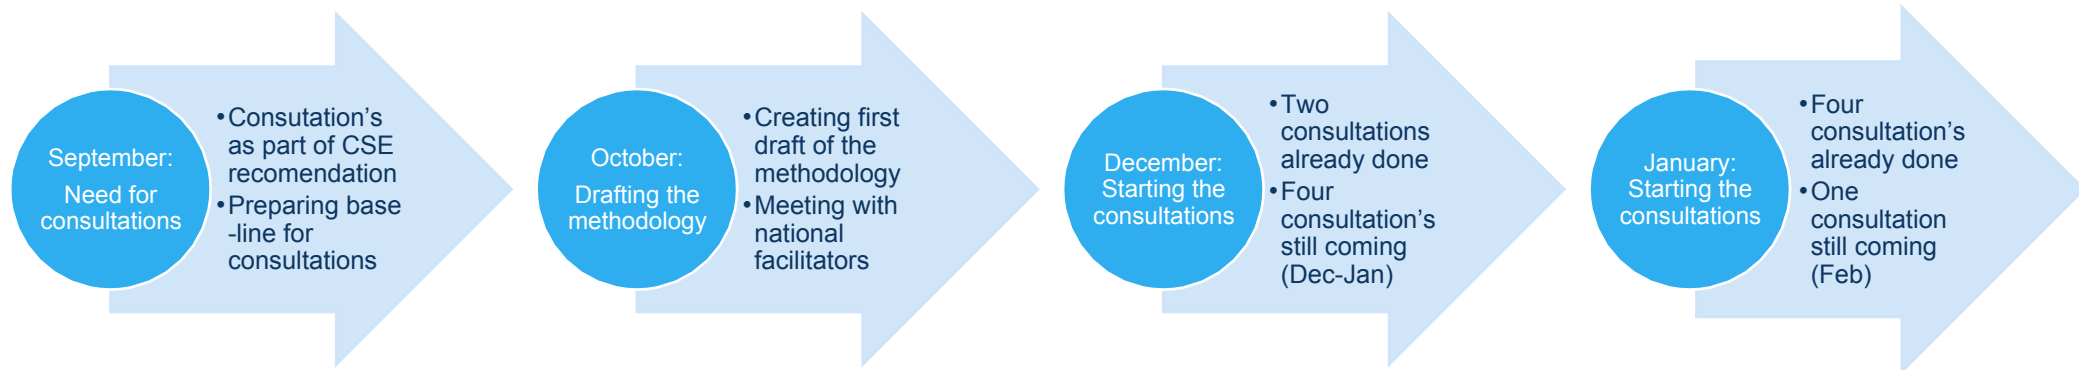 September:
Need for
consultations
•Consutation’s
as part of CSE
recomendation
•Preparing base
-line for
consultations
October:
Drafting the
methodology
•Creating first
draft of the
methodology
•Meeting with
national
facilitators
December:
Starting the
consultations
•Two
consultations
already done
•Four
consultation’s
still coming
(Dec-Jan)
January:
Starting the
consultations
•Four
consultation’s
already done
•One
consultation
still coming
(Feb)